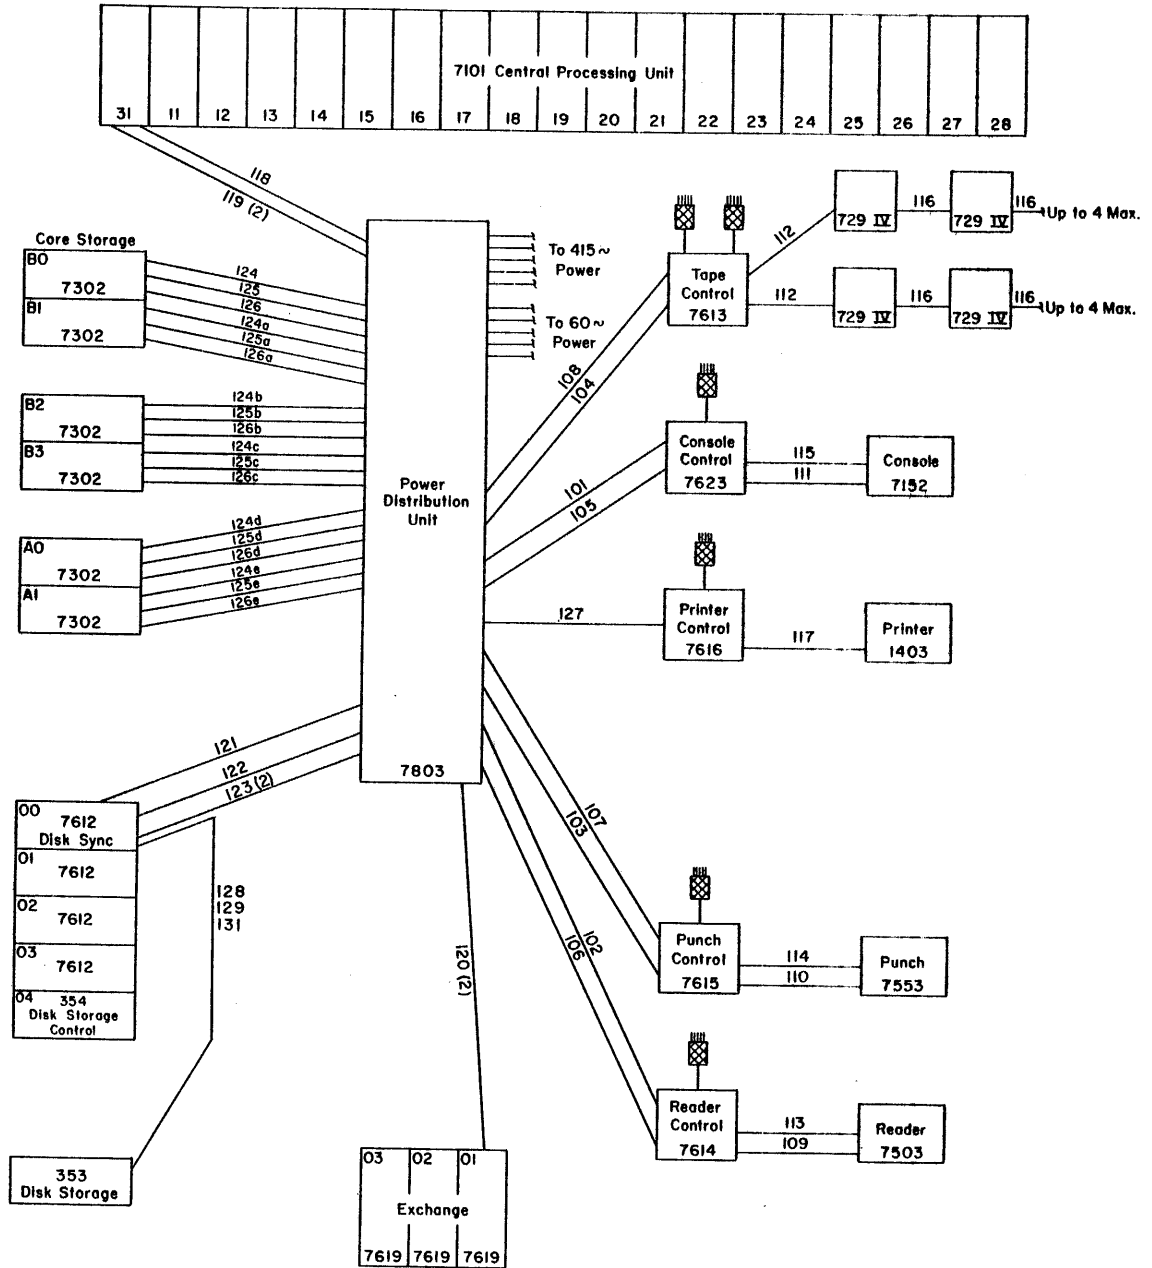 7101 Central Processing Unit
31 11 12 13 14 15 16 17 18 19 20 21 22 23 24 25 26 27 28
118
119 (2)
Core Storage
B0
7302
B1
7302
124
125
126
124a
125a
126a
B2
7302
B3
7302
124b
125b
126b
124c
125c
126c
A0
7302
A1
7302
124d
125d
126d
124e
125e
126e
Power
Distribution
Unit
7803
To 415~
Power
To 60~
Power
108
104
Tape
Control
7613
112
729 IV
116
729 IV
116
Up to 4 Max.
112
729 IV
116
729 IV
116
Up to 4 Max.
101
105
Console
Control
7623
115
111
Console
7152
127
Printer
Control
7616
117
Printer
1403
121
122
123 (2)
00
7612
Disk Sync
01
7612
02
7612
03
7612
04 354
Disk Storage
Control
128
129
131
353
Disk Storage
107
103
Punch
Control
7615
114
110
Punch
7553
102
106
Reader
Control
7614
113
109
Reader
7503
120 (2)
03 02 01
Exchange
7619 7619 7619